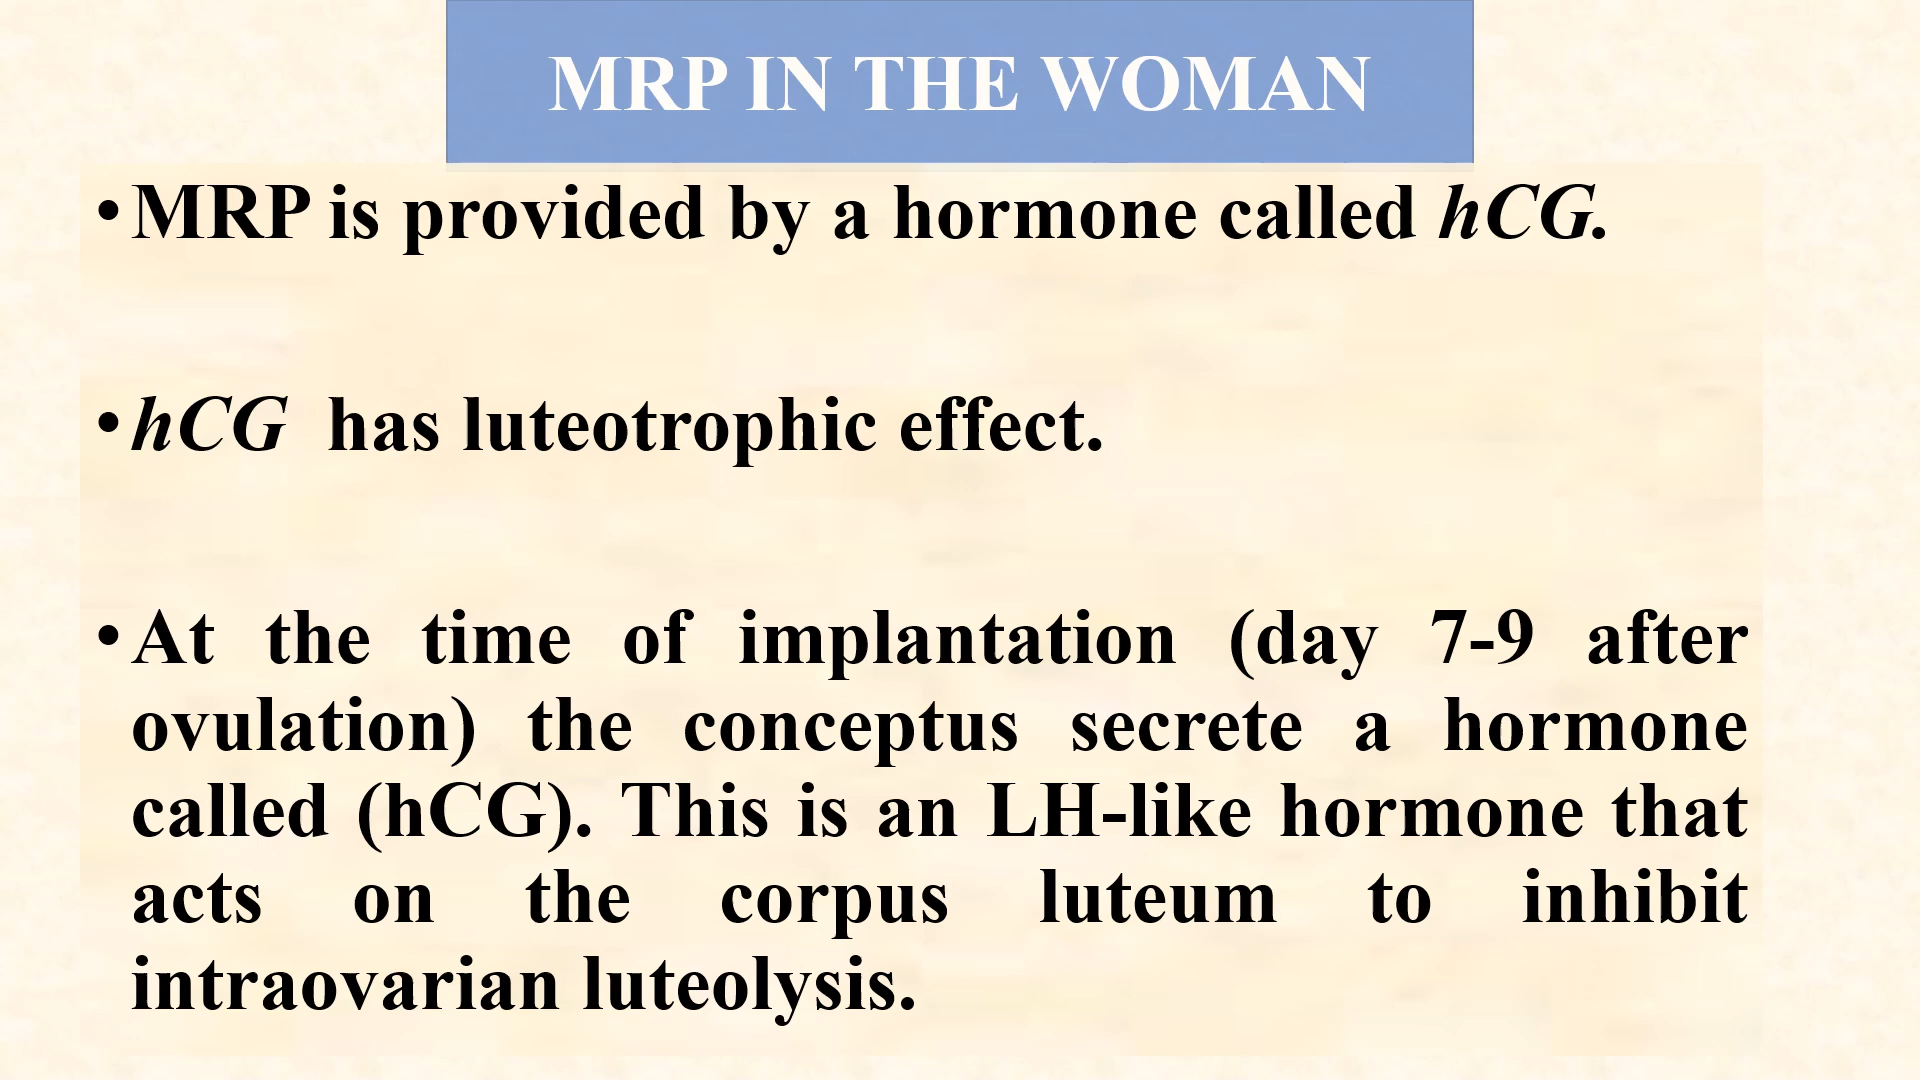 MRP IN THE WOMAN
•MRP is provided by a hormone called hCG.
•hCG  has luteotrophic effect.
•At the time of implantation (day 7-9 after
ovulation) the conceptus secrete a hormone
called (hCG). This is an LH-like hormone that
acts on the corpus luteum to inhibit
intraovarian luteolysis.